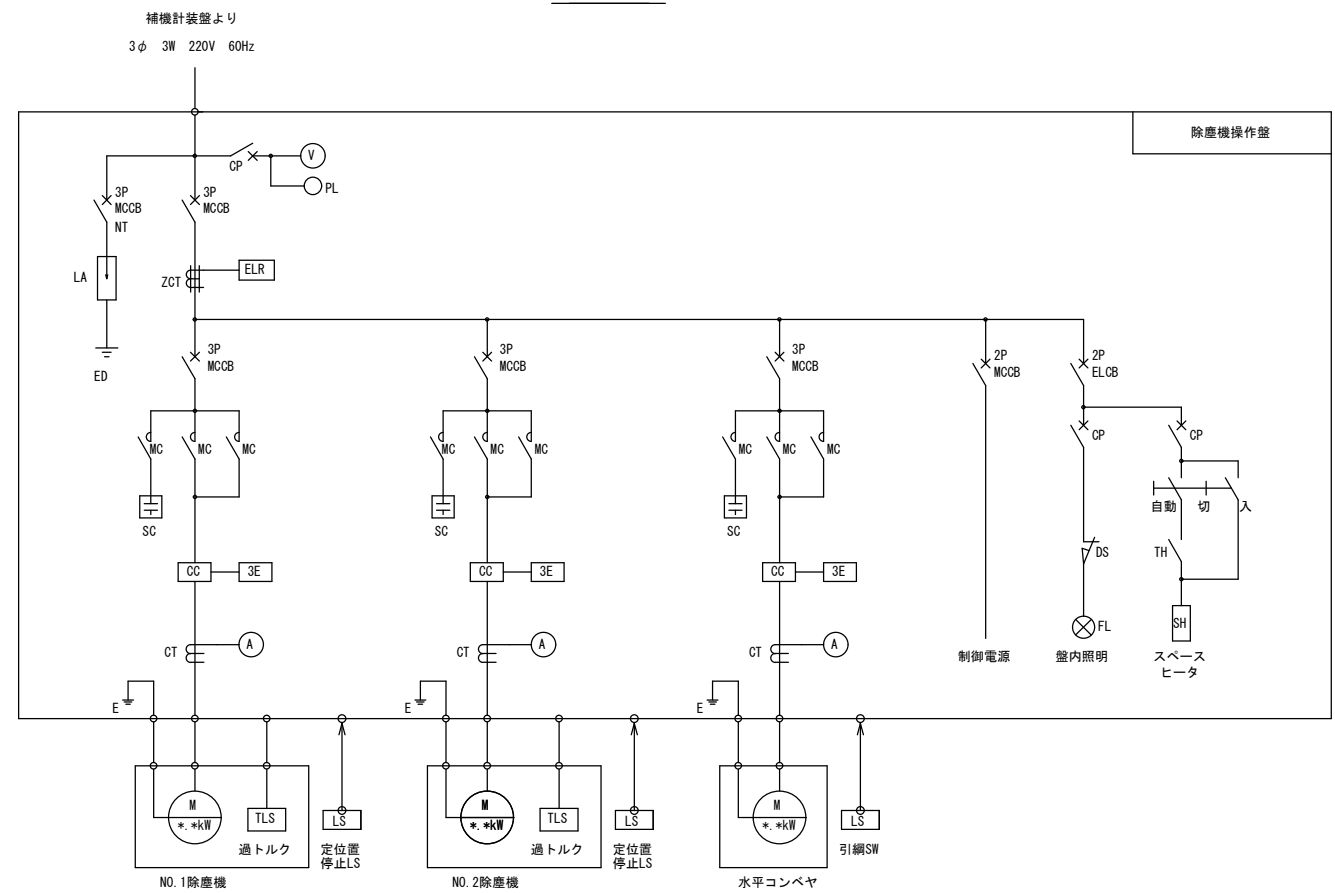 補機計装盤より
3φ 3W 220V 60Hz
除塵機操作盤
CP
V
PL
3P
MCCB
NT
3P
MCCB
LA
ZCT
ELR
ED
3P
MCCB
3P
MCCB
3P
MCCB
2P
MCCB
2P
ELCB
MC
MC
MC
MC
MC
MC
MC
MC
MC
CP
CP
SC
SC
SC
自動
切
入
CC
3E
CC
3E
CC
3E
DS
TH
CT
A
CT
A
CT
A
FL
SH
制御電源
盤内照明
スペース
ヒータ
E
E
E
M
*.*kW
TLS
LS
M
*.*kW
TLS
LS
M
*.*kW
LS
過トルク
定位置
停止LS
過トルク
定位置
停止LS
引綱SW
NO.1除塵機
NO.2除塵機
水平コンベヤ